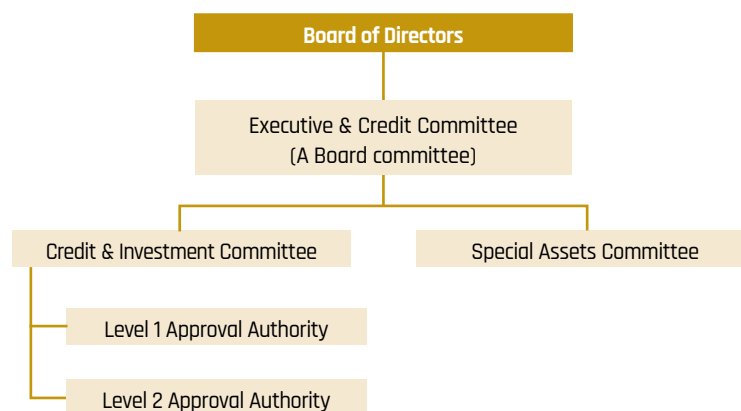 Board of Directors
Executive & Credit Committee
(A Board committee)
Credit & Investment Committee
Special Assets Committee
Level 1 Approval Authority
Level 2 Approval Authority